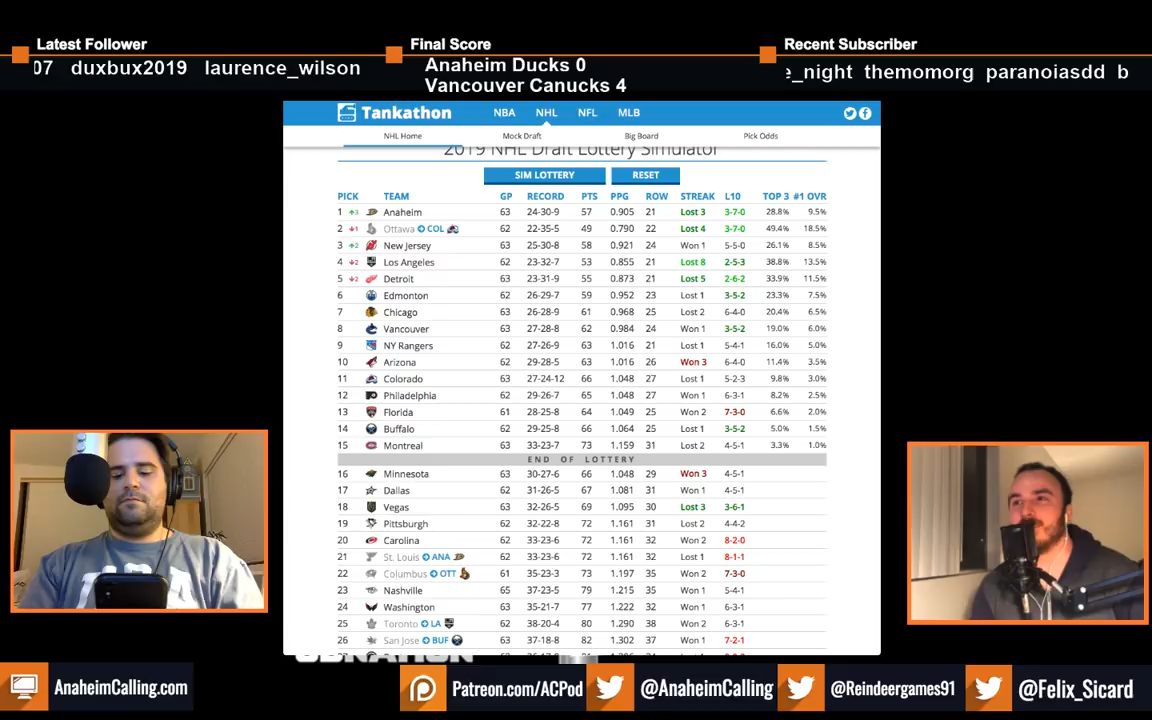 Latest Follower
07 duxbux2019 laurence_wilson
Final Score
Anaheim Ducks 0
Vancouver Canucks 4
Recent Subscriber
e_night themomorg paranoiasdd b
Tankathon NBA NHL NFL MLB
NHL Home Mock Draft Big Board Pick Odds
2019 NHL Draft Lottery Simulator
SIM LOTTERY RESET
PICK TEAM GP RECORD PTS PPG ROW STREAK L10 TOP 3 #1 OVR
1 3 Anaheim 63 24-30-9 57 0.905 21 Lost 3 3-7-0 28.8% 9.5%
2 1 Ottawa COL 62 22-35-5 49 0.790 22 Lost 4 3-7-0 49.4% 18.5%
3 2 New Jersey 63 25-30-8 58 0.921 24 Won 1 5-5-0 26.1% 8.5%
4 2 Los Angeles 62 23-32-7 53 0.855 21 Lost 8 2-5-3 38.8% 13.5%
5 2 Detroit 63 23-31-9 55 0.873 21 Lost 5 2-6-2 33.9% 11.5%
6 Edmonton 62 26-29-7 59 0.952 23 Lost 1 3-5-2 23.3% 7.5%
7 Chicago 63 26-28-9 61 0.968 25 Lost 2 6-4-0 20.4% 6.5%
8 Vancouver 63 27-28-8 62 0.984 24 Won 1 3-5-2 19.0% 6.0%
9 NY Rangers 62 27-26-9 63 1.016 21 Lost 1 5-4-1 16.0% 5.0%
10 Arizona 62 29-28-5 63 1.016 26 Won 3 6-4-0 11.4% 3.5%
11 Colorado 63 27-24-12 66 1.048 27 Lost 1 5-2-3 9.8% 3.0%
12 Philadelphia 62 29-26-7 65 1.048 27 Won 1 6-3-1 8.2% 2.5%
13 Florida 61 28-25-8 64 1.049 25 Won 2 7-3-0 6.6% 2.0%
14 Buffalo 62 29-25-8 66 1.064 25 Lost 1 3-5-2 5.0% 1.5%
15 Montreal 63 33-23-7 73 1.159 31 Lost 2 4-5-1 3.3% 1.0%
END OF LOTTERY
16 Minnesota 63 30-27-6 66 1.048 29 Won 3 4-5-1
17 Dallas 62 31-26-5 67 1.081 31 Won 1 4-5-1
18 Vegas 63 32-26-5 69 1.095 30 Lost 3 3-6-1
19 Pittsburgh 62 32-22-8 72 1.161 31 Lost 2 4-4-2
20 Carolina 62 33-23-6 72 1.161 32 Won 2 8-2-0
21 St. Louis ANA 62 33-23-6 72 1.161 32 Lost 1 8-1-1
22 Columbus OTT 61 35-23-3 73 1.197 35 Won 2 7-3-0
23 Nashville 65 37-23-5 79 1.215 35 Won 1 5-4-1
24 Washington 63 35-21-7 77 1.222 32 Won 1 6-3-1
25 Toronto LA 62 38-20-4 80 1.290 38 Won 2 6-3-1
26 San Jose BUF 63 37-18-8 82 1.302 37 Won 1 7-2-1
AnaheimCalling.com
Patreon.com/ACPod
@AnaheimCalling
@Reindeergames91
@Felix_Sicard